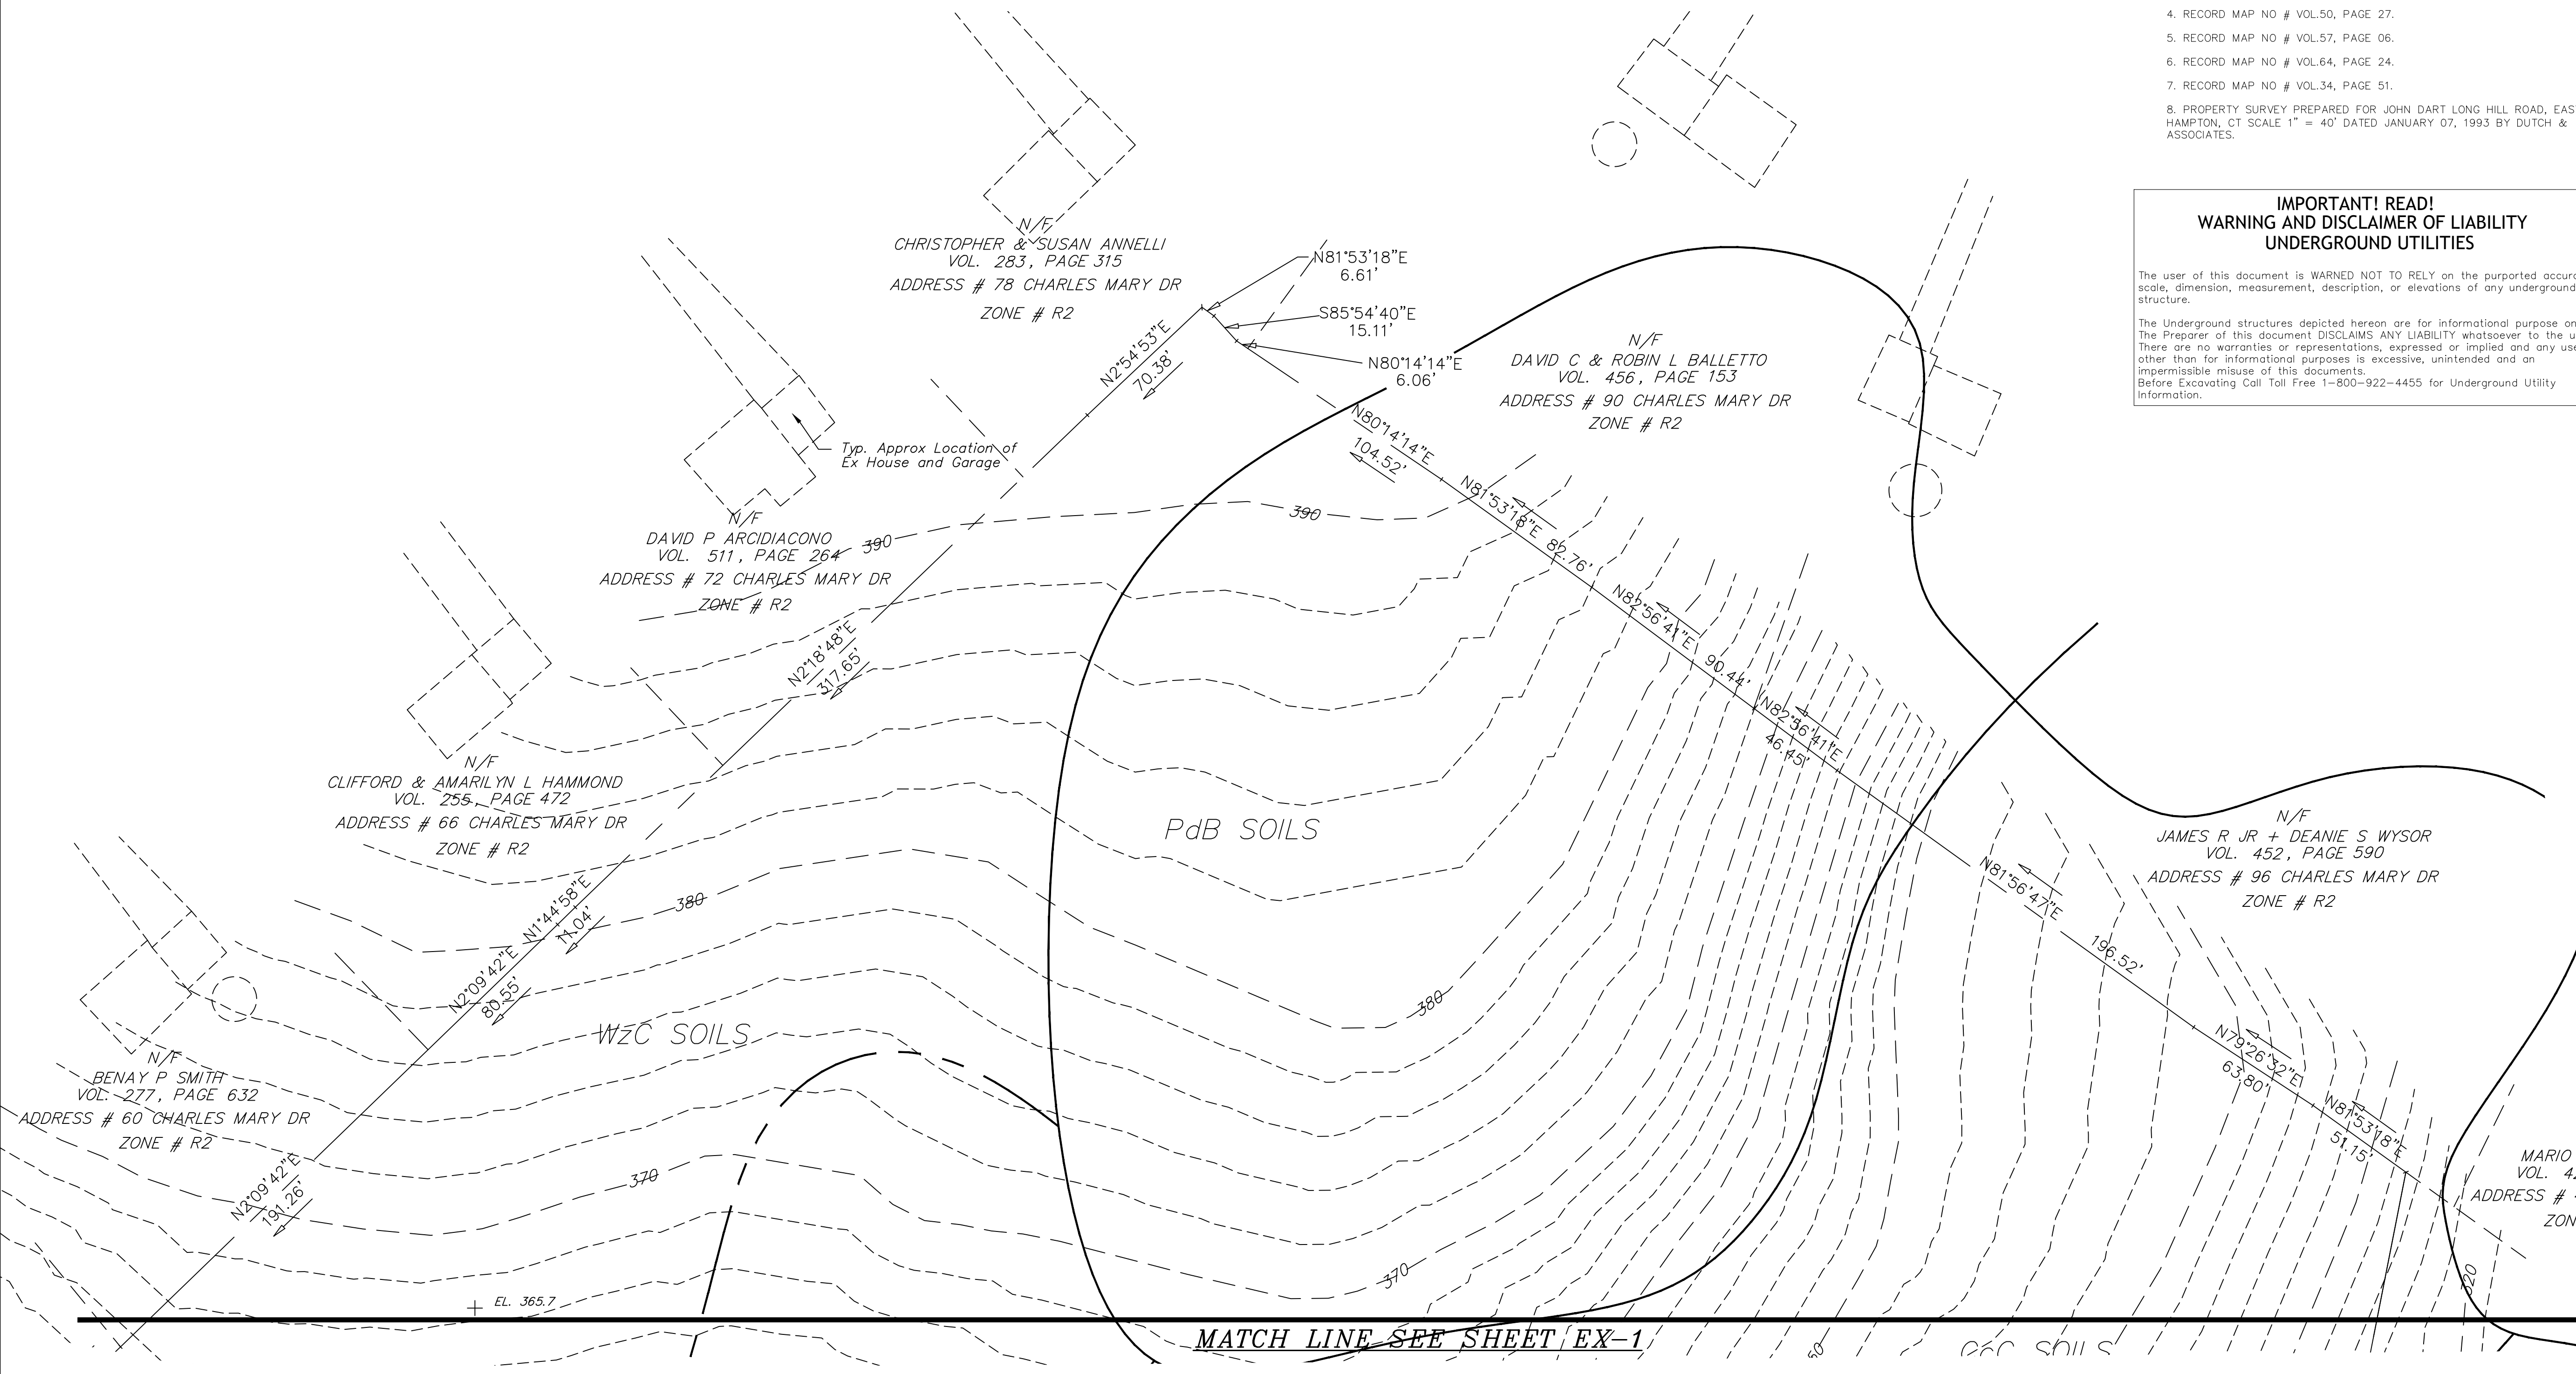 4. RECORD MAP NO # VOL.50, PAGE 27.
5. RECORD MAP NO # VOL.57, PAGE 06.
6. RECORD MAP NO # VOL.64, PAGE 24.
7. RECORD MAP NO # VOL.34, PAGE 51.
8. PROPERTY SURVEY PREPARED FOR JOHN DART LONG HILL ROAD,
HAMPTON, CT SCALE 1" = 40' DATED JANUARY 07, 1993 BY DUTCH &
ASSOCIATES.
IMPORTANT! READ!
WARNING AND DISCLAIMER OF LIABILITY
UNDERGROUND UTILITIES
The user of this document is WARNED NOT TO RELY on the purported
scale, dimension, measurement, description, or elevations of any underground
structure.
The Underground structures depicted hereon are for informational purpose
The Preparer of this document DISCLAIMS ANY LIABILITY whatsoever to the
There are no warranties or representations, expressed or implied and any use
other than for informational purposes is excessive, unintended and an
impermissible misuse of this documents.
Before Excavating Call Toll Free 1-800-922-4455 for Underground Utility
Information.
N/F
CHRISTOPHER & SUSAN ANNELLI
VOL. 283, PAGE 315
ADDRESS # 78 CHARLES MARY DR
ZONE # R2
N81°53'18"E
6.61'
S85°54'40"E
15.11'
N80°14'14"E
6.06'
N2°54'53"E
70.38'
N/F
DAVID C & ROBIN L BALLETTO
VOL. 456, PAGE 153
ADDRESS # 90 CHARLES MARY DR
ZONE # R2
N80°14'14"E
104.52'
Typ. Approx Location of
Ex House and Garage
N81°53'18"E 82.76'
390
390
N/F
DAVID P ARCIDIACONO
VOL. 511, PAGE 264
ADDRESS # 72 CHARLES MARY DR
ZONE # R2
N82°56'41"E 90.44'
N2°18'48"E
317.65'
N82°56'41"E
46.45'
N/F
CLIFFORD & AMARILYN L HAMMOND
VOL. 255, PAGE 472
ADDRESS # 66 CHARLES MARY DR
ZONE # R2
PdB SOILS
N/F
JAMES R JR + DEANIE S WYSOR
VOL. 452, PAGE 590
ADDRESS # 96 CHARLES MARY DR
ZONE # R2
N81°56'47"E
196.52'
380
N1°44'58"E
11.04'
N2°09'42"E
80.55'
380
WzC SOILS
N79°26'32"E
63.80'
N/F
BENAY P SMITH
VOL. 277, PAGE 632
ADDRESS # 60 CHARLES MARY DR
ZONE # R2
N81°53'18"E
51.15'
MARIO
VOL.
ADDRESS #
N2°09'42"E
191.26'
370
370
EL. 365.7
MATCH LINE SEE SHEET EX-1
SOILS